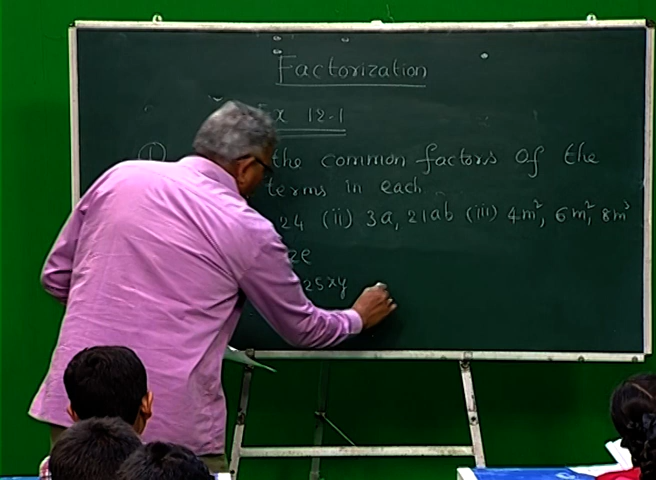 Factorization
Ex 12.1
① the common factors of the
terms in each
24 (ii) 3a, 21ab (iii) 4m², 6m², 8m³
ze
25xy